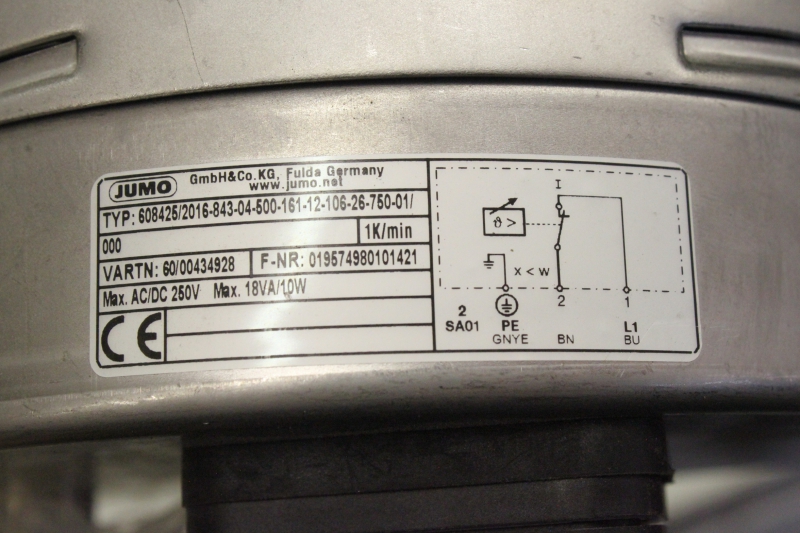 JUMO GmbH&Co.KG, Fulda Germany
www.jumo.net
TYP: 608425/2016-843-04-500-161-12-106-26-750-01/
000 1K/min
VARTN: 60/00434928 F-NR: 019574980101421
Max. AC/DC 250V Max. 18VA/10W
CE
I
ϑ >
x < w
2 2 1
SA01 PE L1
GNYE BN BU